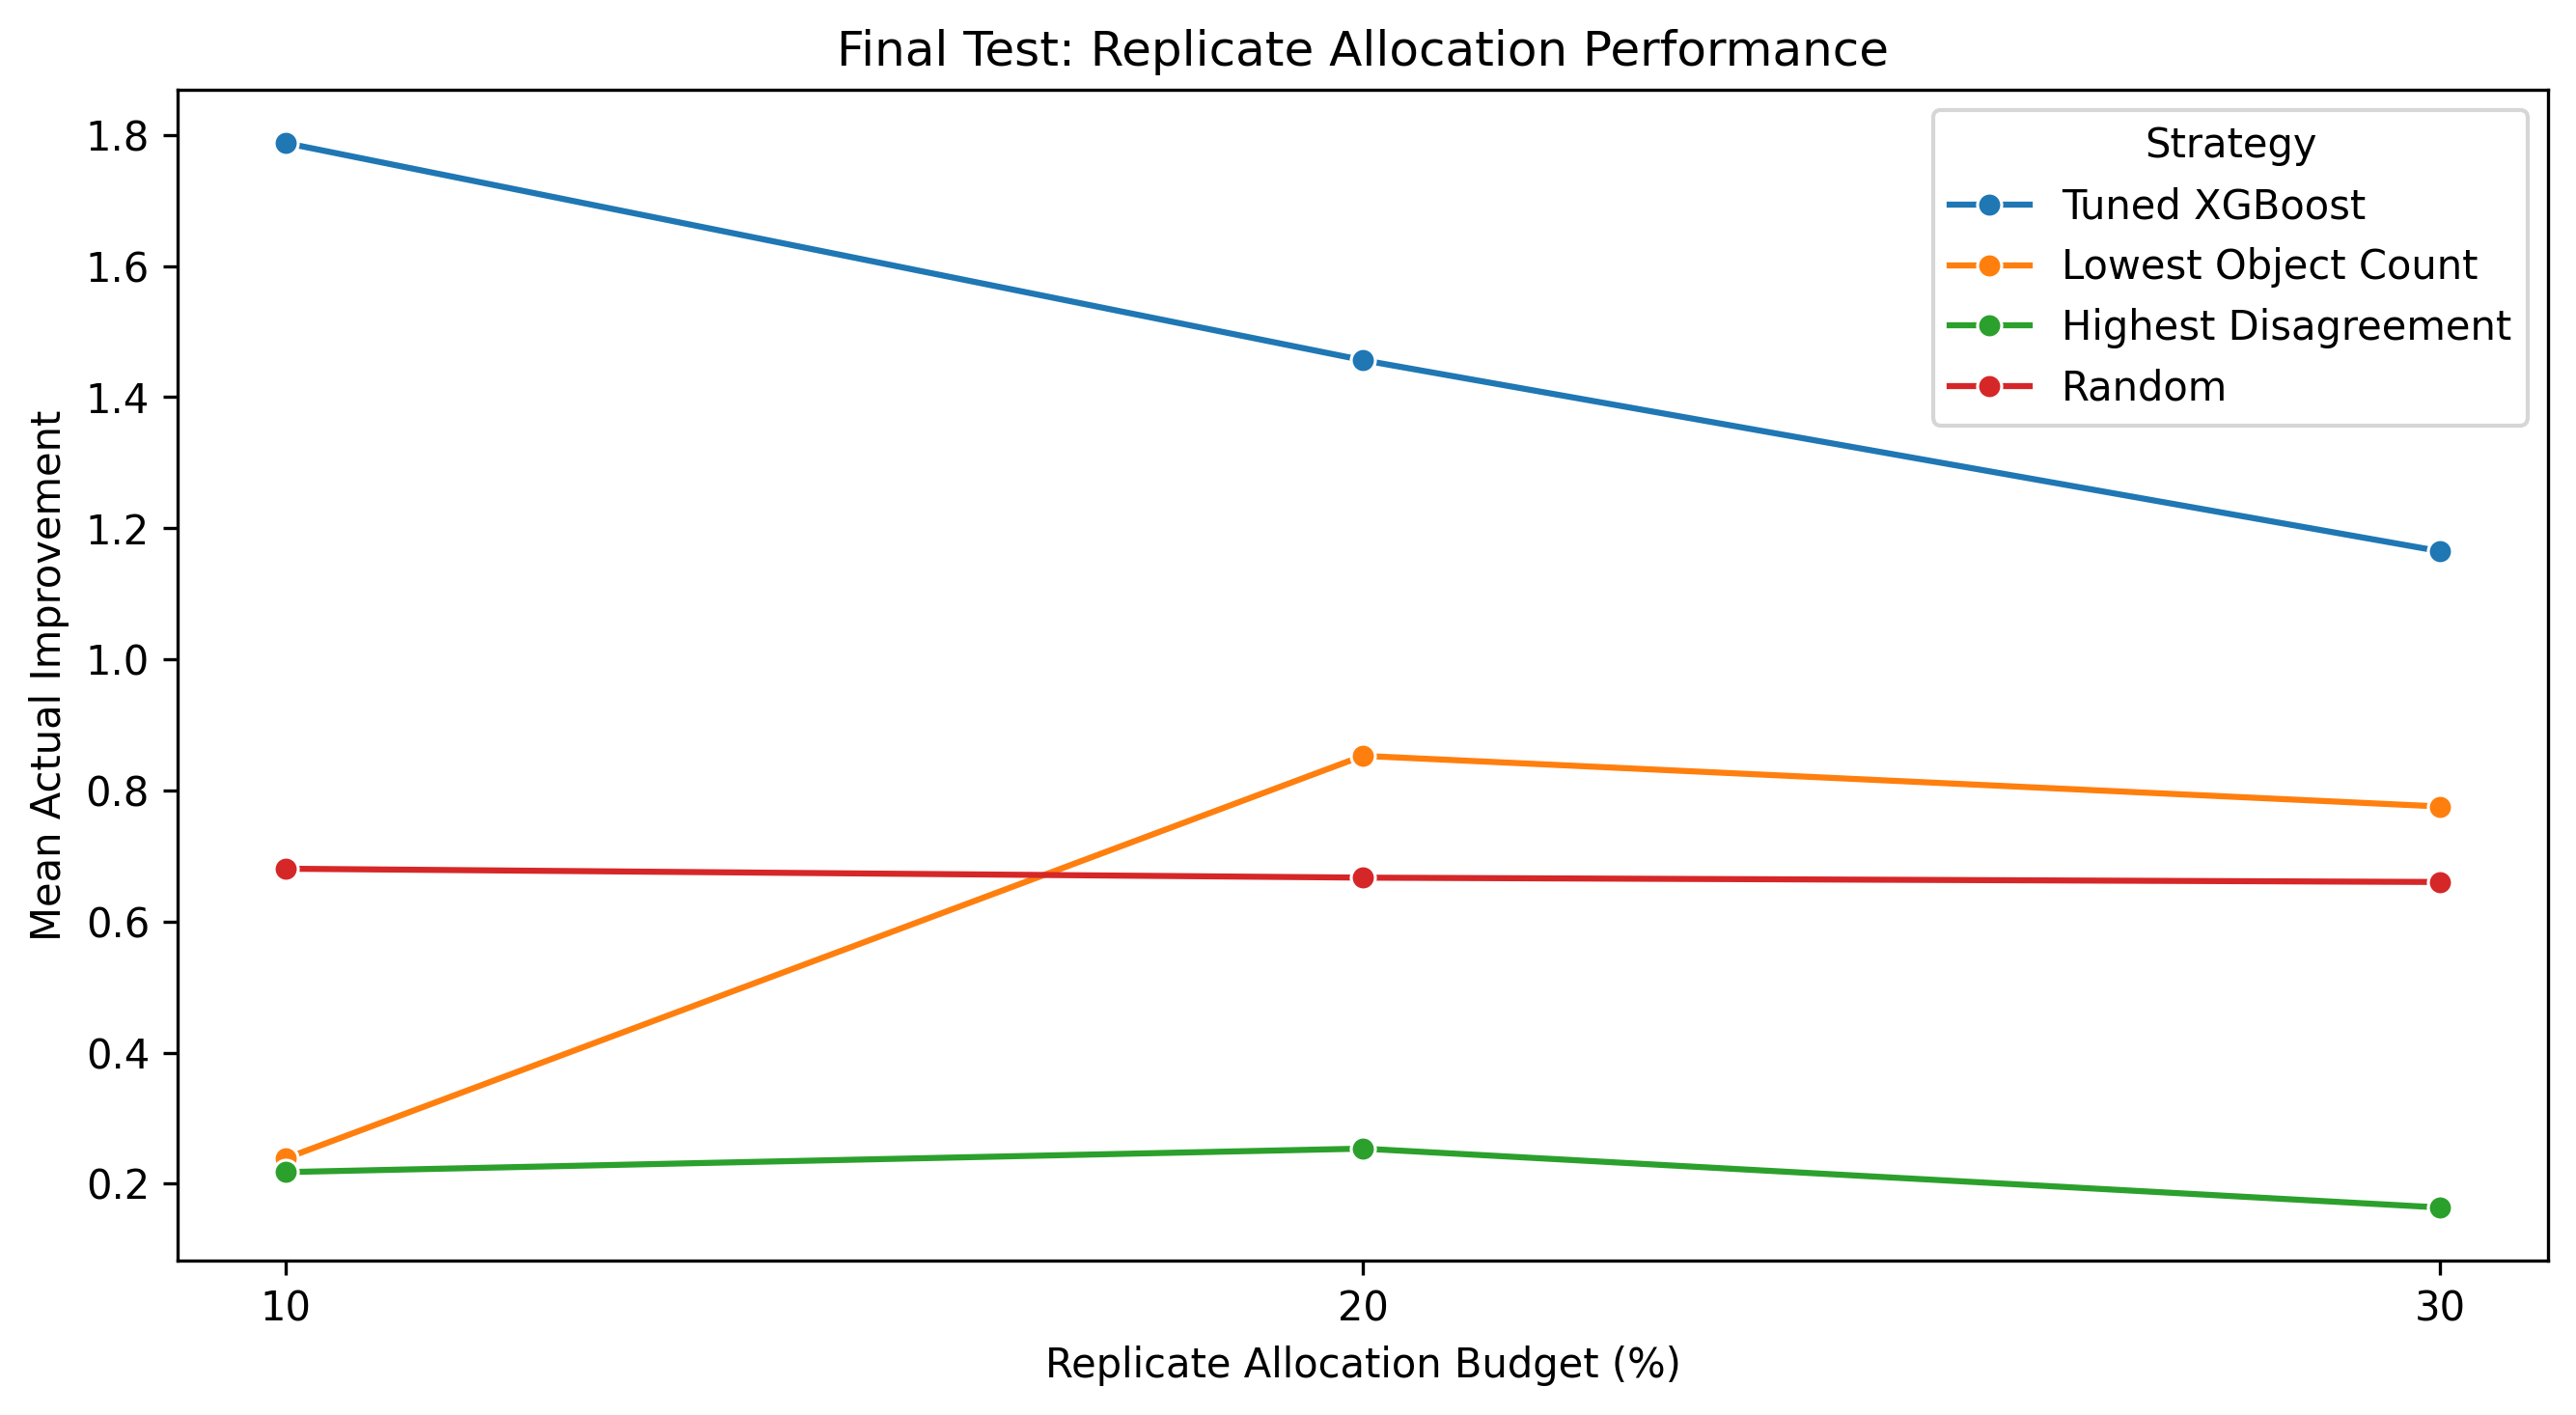 Final Test: Replicate Allocation Performance
Strategy
Tuned XGBoost
Lowest Object Count
Highest Disagreement
Random
Mean Actual Improvement
1.8
1.6
1.4
1.2
1.0
0.8
0.6
0.4
0.2
10 20 30
Replicate Allocation Budget (%)